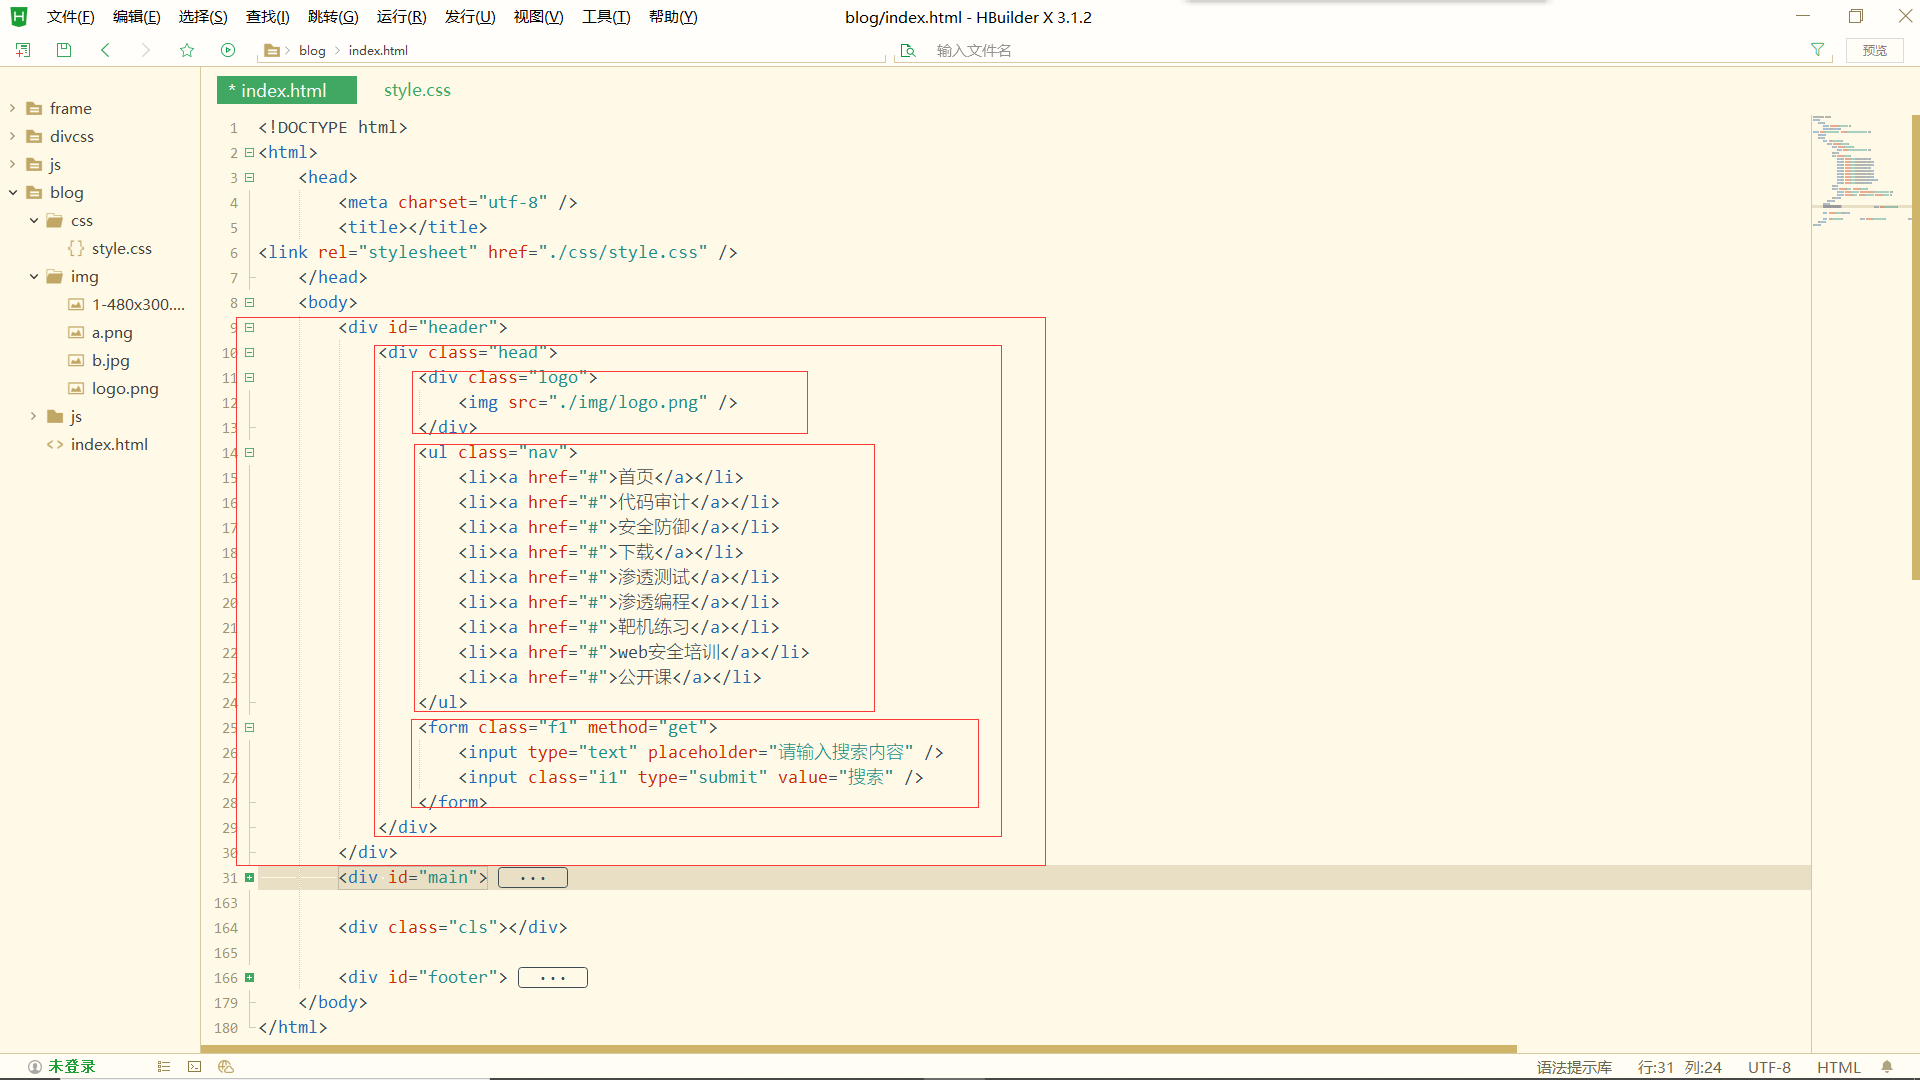 文件(F) 编辑(E) 选择(S) 查找(I) 跳转(G) 运行(R) 发行(U) 视图(V) 工具(T) 帮助(Y) blog/index.html - HBuilder X 3.1.2
blog index.html 输入文件名 预览
* index.html style.css
frame
divcss
js
blog
css
style.css
img
1-480x300....
a.png
b.jpg
logo.png
js
index.html
1 <!DOCTYPE html>
2 <html>
3 <head>
4 <meta charset="utf-8" />
5 <title></title>
6 <link rel="stylesheet" href="./css/style.css" />
7 </head>
8 <body>
9 <div id="header">
10 <div class="head">
11 <div class="logo">
12 <img src="./img/logo.png" />
13 </div>
14 <ul class="nav">
15 <li><a href="#">首页</a></li>
16 <li><a href="#">代码审计</a></li>
17 <li><a href="#">安全防御</a></li>
18 <li><a href="#">下载</a></li>
19 <li><a href="#">渗透测试</a></li>
20 <li><a href="#">渗透编程</a></li>
21 <li><a href="#">靶机练习</a></li>
22 <li><a href="#">web安全培训</a></li>
23 <li><a href="#">公开课</a></li>
24 </ul>
25 <form class="f1" method="get">
26 <input type="text" placeholder="请输入搜索内容" />
27 <input class="i1" type="submit" value="搜索" />
28 </form>
29 </div>
30 </div>
31 <div id="main"> ...
163
164 <div class="cls"></div>
165
166 <div id="footer"> ...
179 </body>
180 </html>
未登录 语法提示库 行:31 列:24 UTF-8 HTML